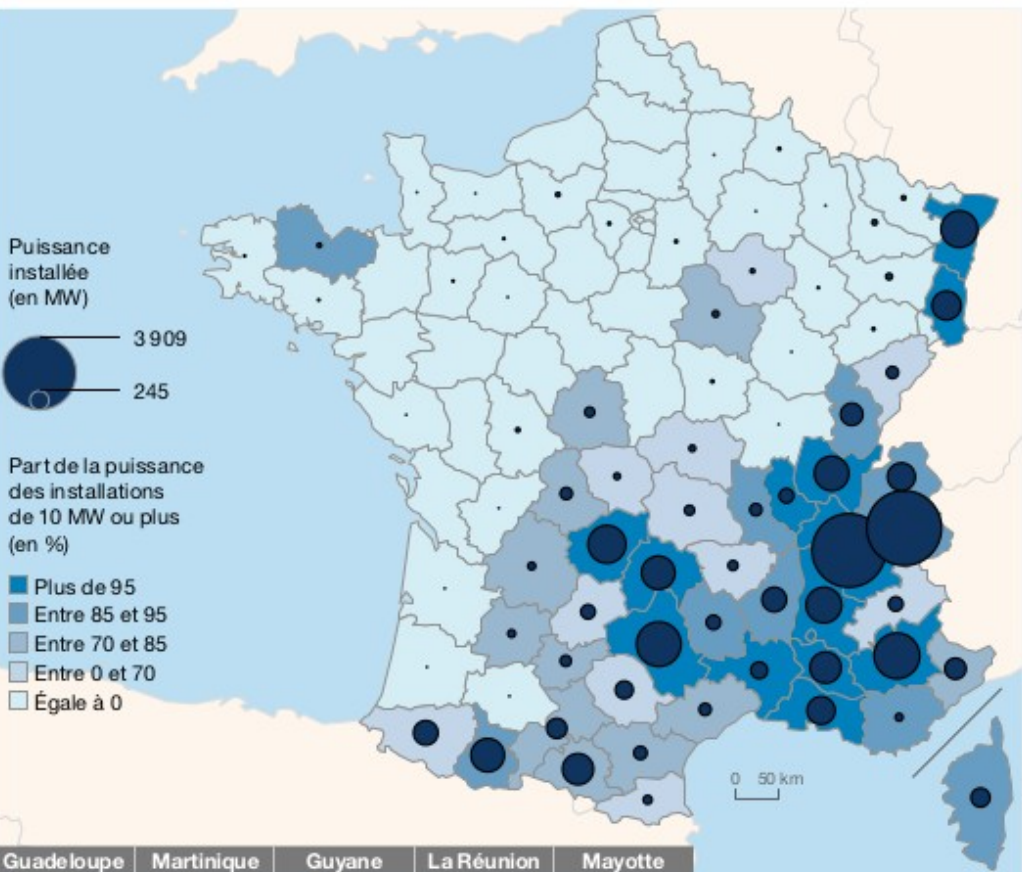 Puissance
installée
(en MW)
3 909
245
Part de la puissance
des installations
de 10 MW ou plus
(en %)
Plus de 95
Entre 85 et 95
Entre 70 et 85
Entre 0 et 70
Égale à 0
0 50 km
Guadeloupe Martinique Guyane La Réunion Mayotte